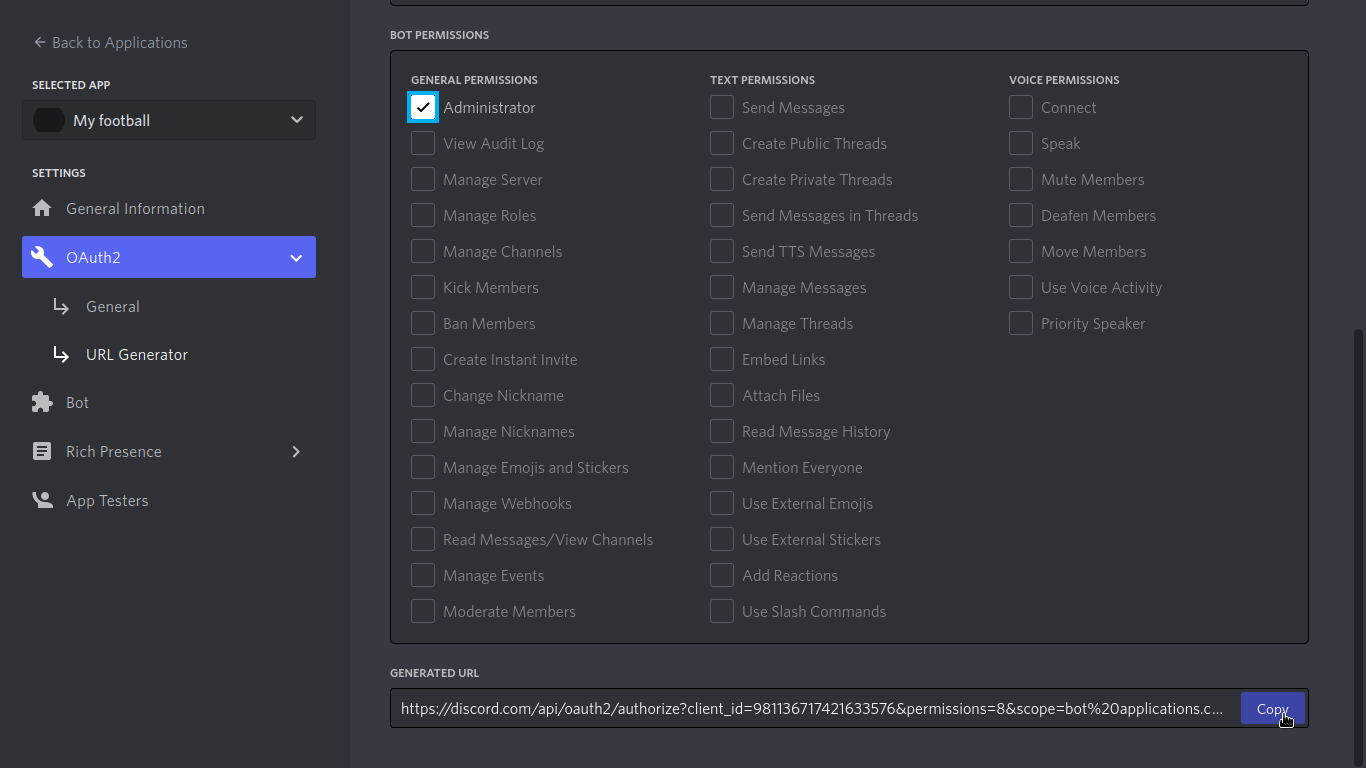 Back to Applications
SELECTED APP
My football
SETTINGS
General Information
OAuth2
General
URL Generator
Bot
Rich Presence
App Testers
BOT PERMISSIONS
GENERAL PERMISSIONS
Administrator
View Audit Log
Manage Server
Manage Roles
Manage Channels
Kick Members
Ban Members
Create Instant Invite
Change Nickname
Manage Nicknames
Manage Emojis and Stickers
Manage Webhooks
Read Messages/View Channels
Manage Events
Moderate Members
TEXT PERMISSIONS
Send Messages
Create Public Threads
Create Private Threads
Send Messages in Threads
Send TTS Messages
Manage Messages
Manage Threads
Embed Links
Attach Files
Read Message History
Mention Everyone
Use External Emojis
Use External Stickers
Add Reactions
Use Slash Commands
VOICE PERMISSIONS
Connect
Speak
Mute Members
Deafen Members
Move Members
Use Voice Activity
Priority Speaker
GENERATED URL
https://discord.com/api/oauth2/authorize?client_id=981136717421633576&permissions=8&scope=bot%20applications.c...
Copy